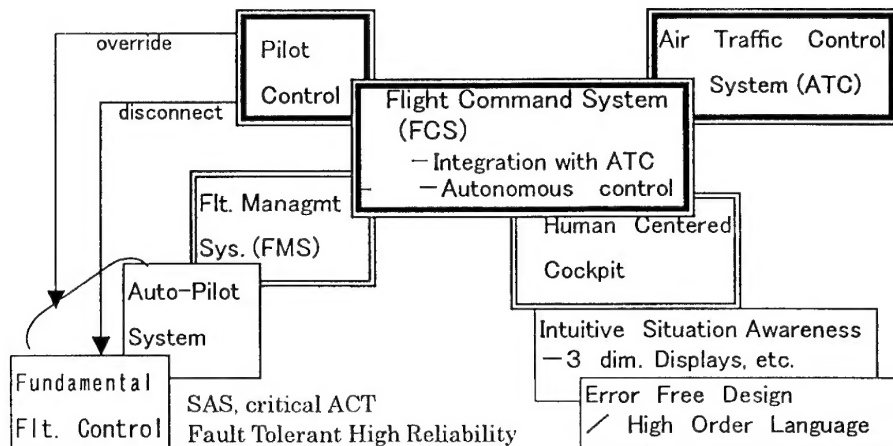 override
disconnect
Pilot
Control
Air Traffic Control
System (ATC)
Flight Command System
(FCS)
－Integration with ATC
－Autonomous control
Flt. Managmt
Sys. (FMS)
Human Centered
Cockpit
Auto-Pilot
System
Intuitive Situation Awareness
－3 dim. Displays, etc.
Fundamental
Flt. Control
SAS, critical ACT
Fault Tolerant High Reliability
Error Free Design
／ High Order Language